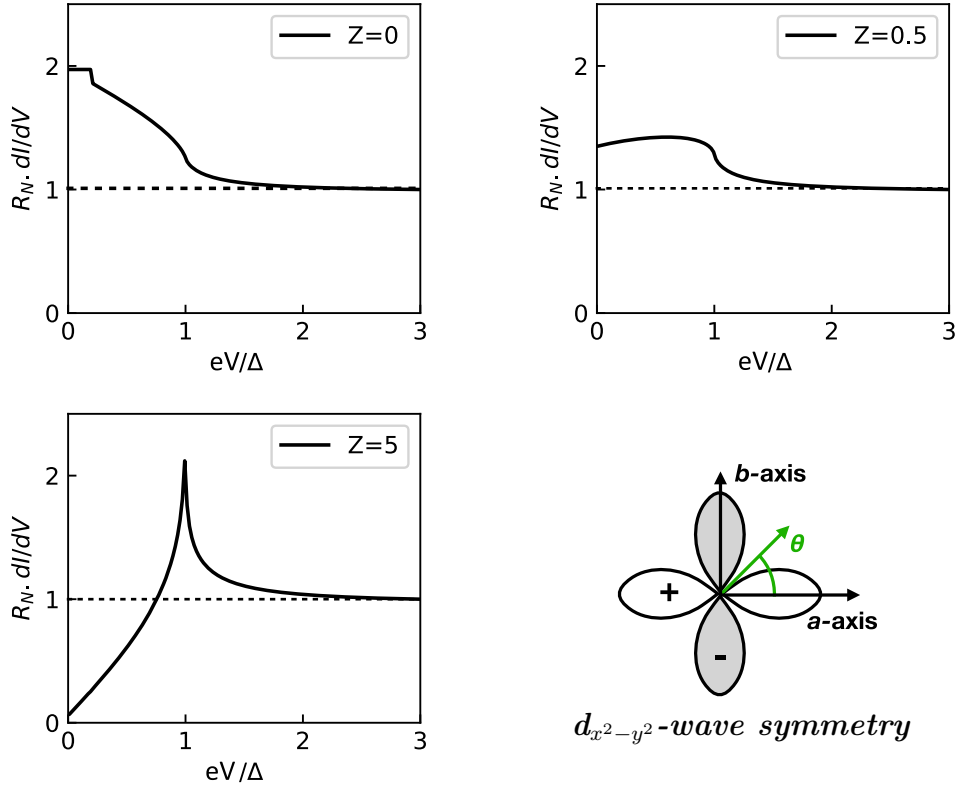 Z=0
2
1
0
R_N. dI/dV
0 1 2 3
eV/Δ
Z=0.5
2
1
0
R_N. dI/dV
0 1 2 3
eV/Δ
Z=5
2
1
0
R_N. dI/dV
0 1 2 3
eV/Δ
b-axis
θ
+
a-axis
-
d_{x²−y²}-wave symmetry